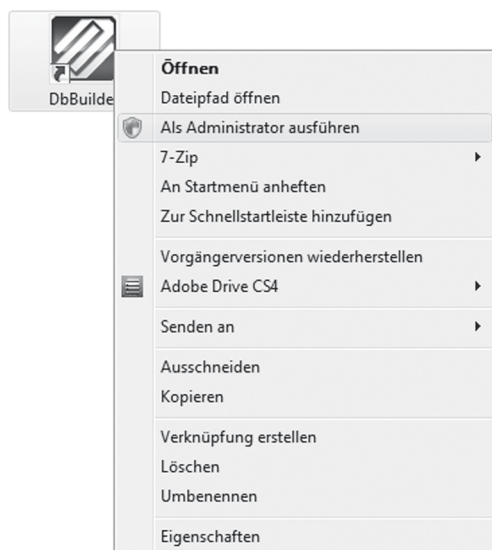 DbBuilde
Öffnen
Dateipfad öffnen
Als Administrator ausführen
7-Zip
An Startmenü anheften
Zur Schnellstartleiste hinzufügen
Vorgängerversionen wiederherstellen
Adobe Drive CS4
Senden an
Ausschneiden
Kopieren
Verknüpfung erstellen
Löschen
Umbenennen
Eigenschaften